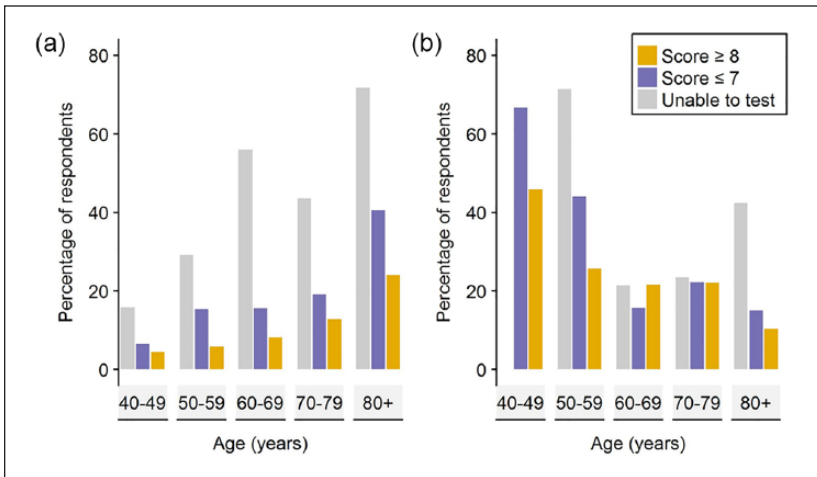 (a)
Percentage of respondents
80
60
40
20
0
40-49 50-59 60-69 70-79 80+
Age (years)
(b)
Percentage of respondents
80
60
40
20
0
40-49 50-59 60-69 70-79 80+
Age (years)
Score ≥ 8
Score ≤ 7
Unable to test